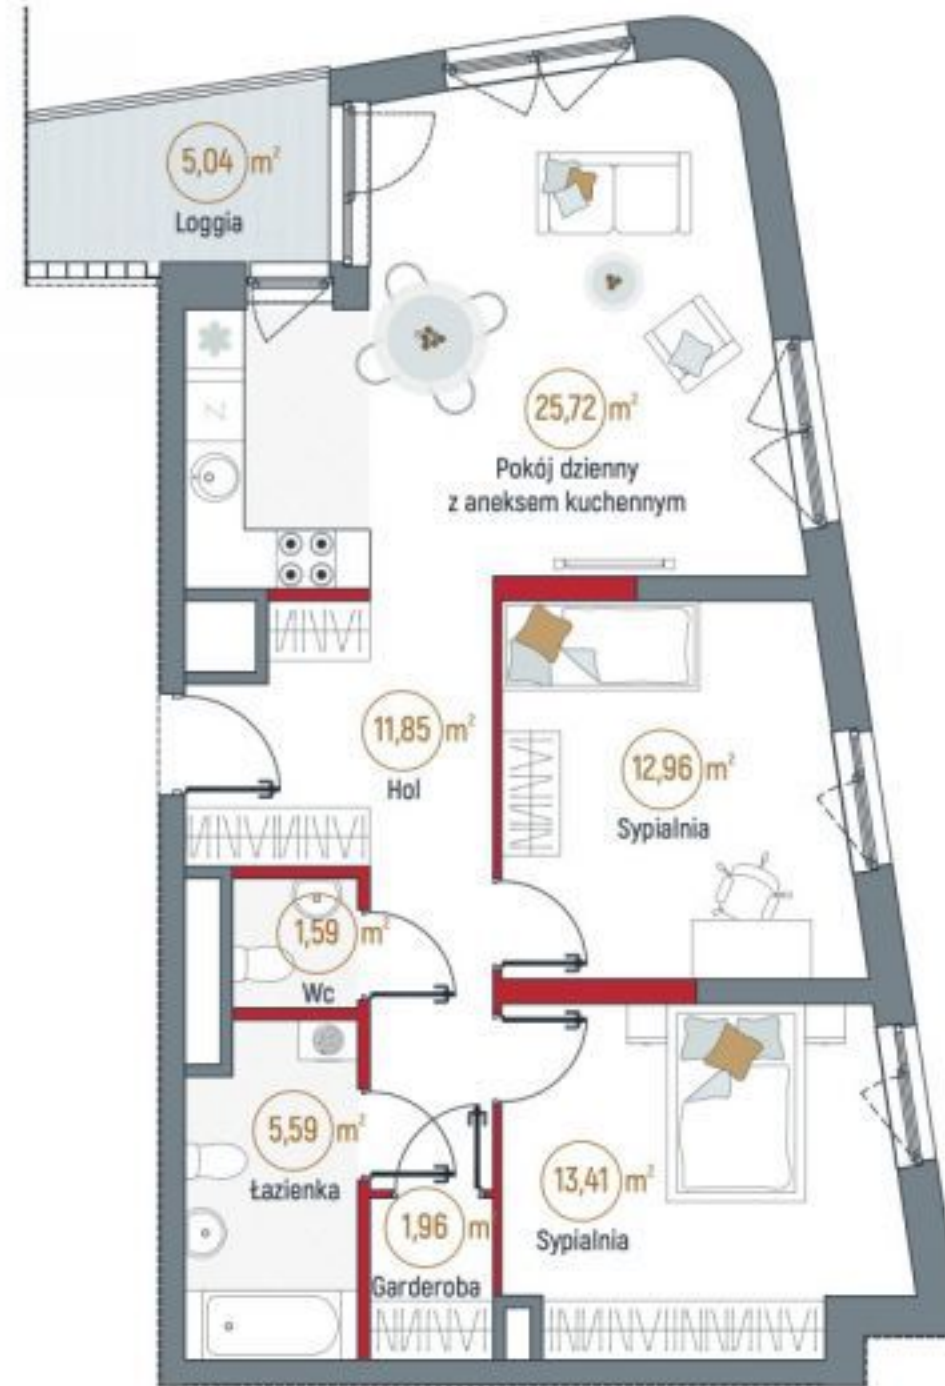 5,04 m²
Loggia
Z
25,72 m²
Pokój dzienny
z aneksem kuchennym
11,85 m²
Hol
12,96 m²
Sypialnia
1,59 m²
Wc
5,59 m²
Łazienka
13,41 m²
Sypialnia
1,96 m
Garderoba